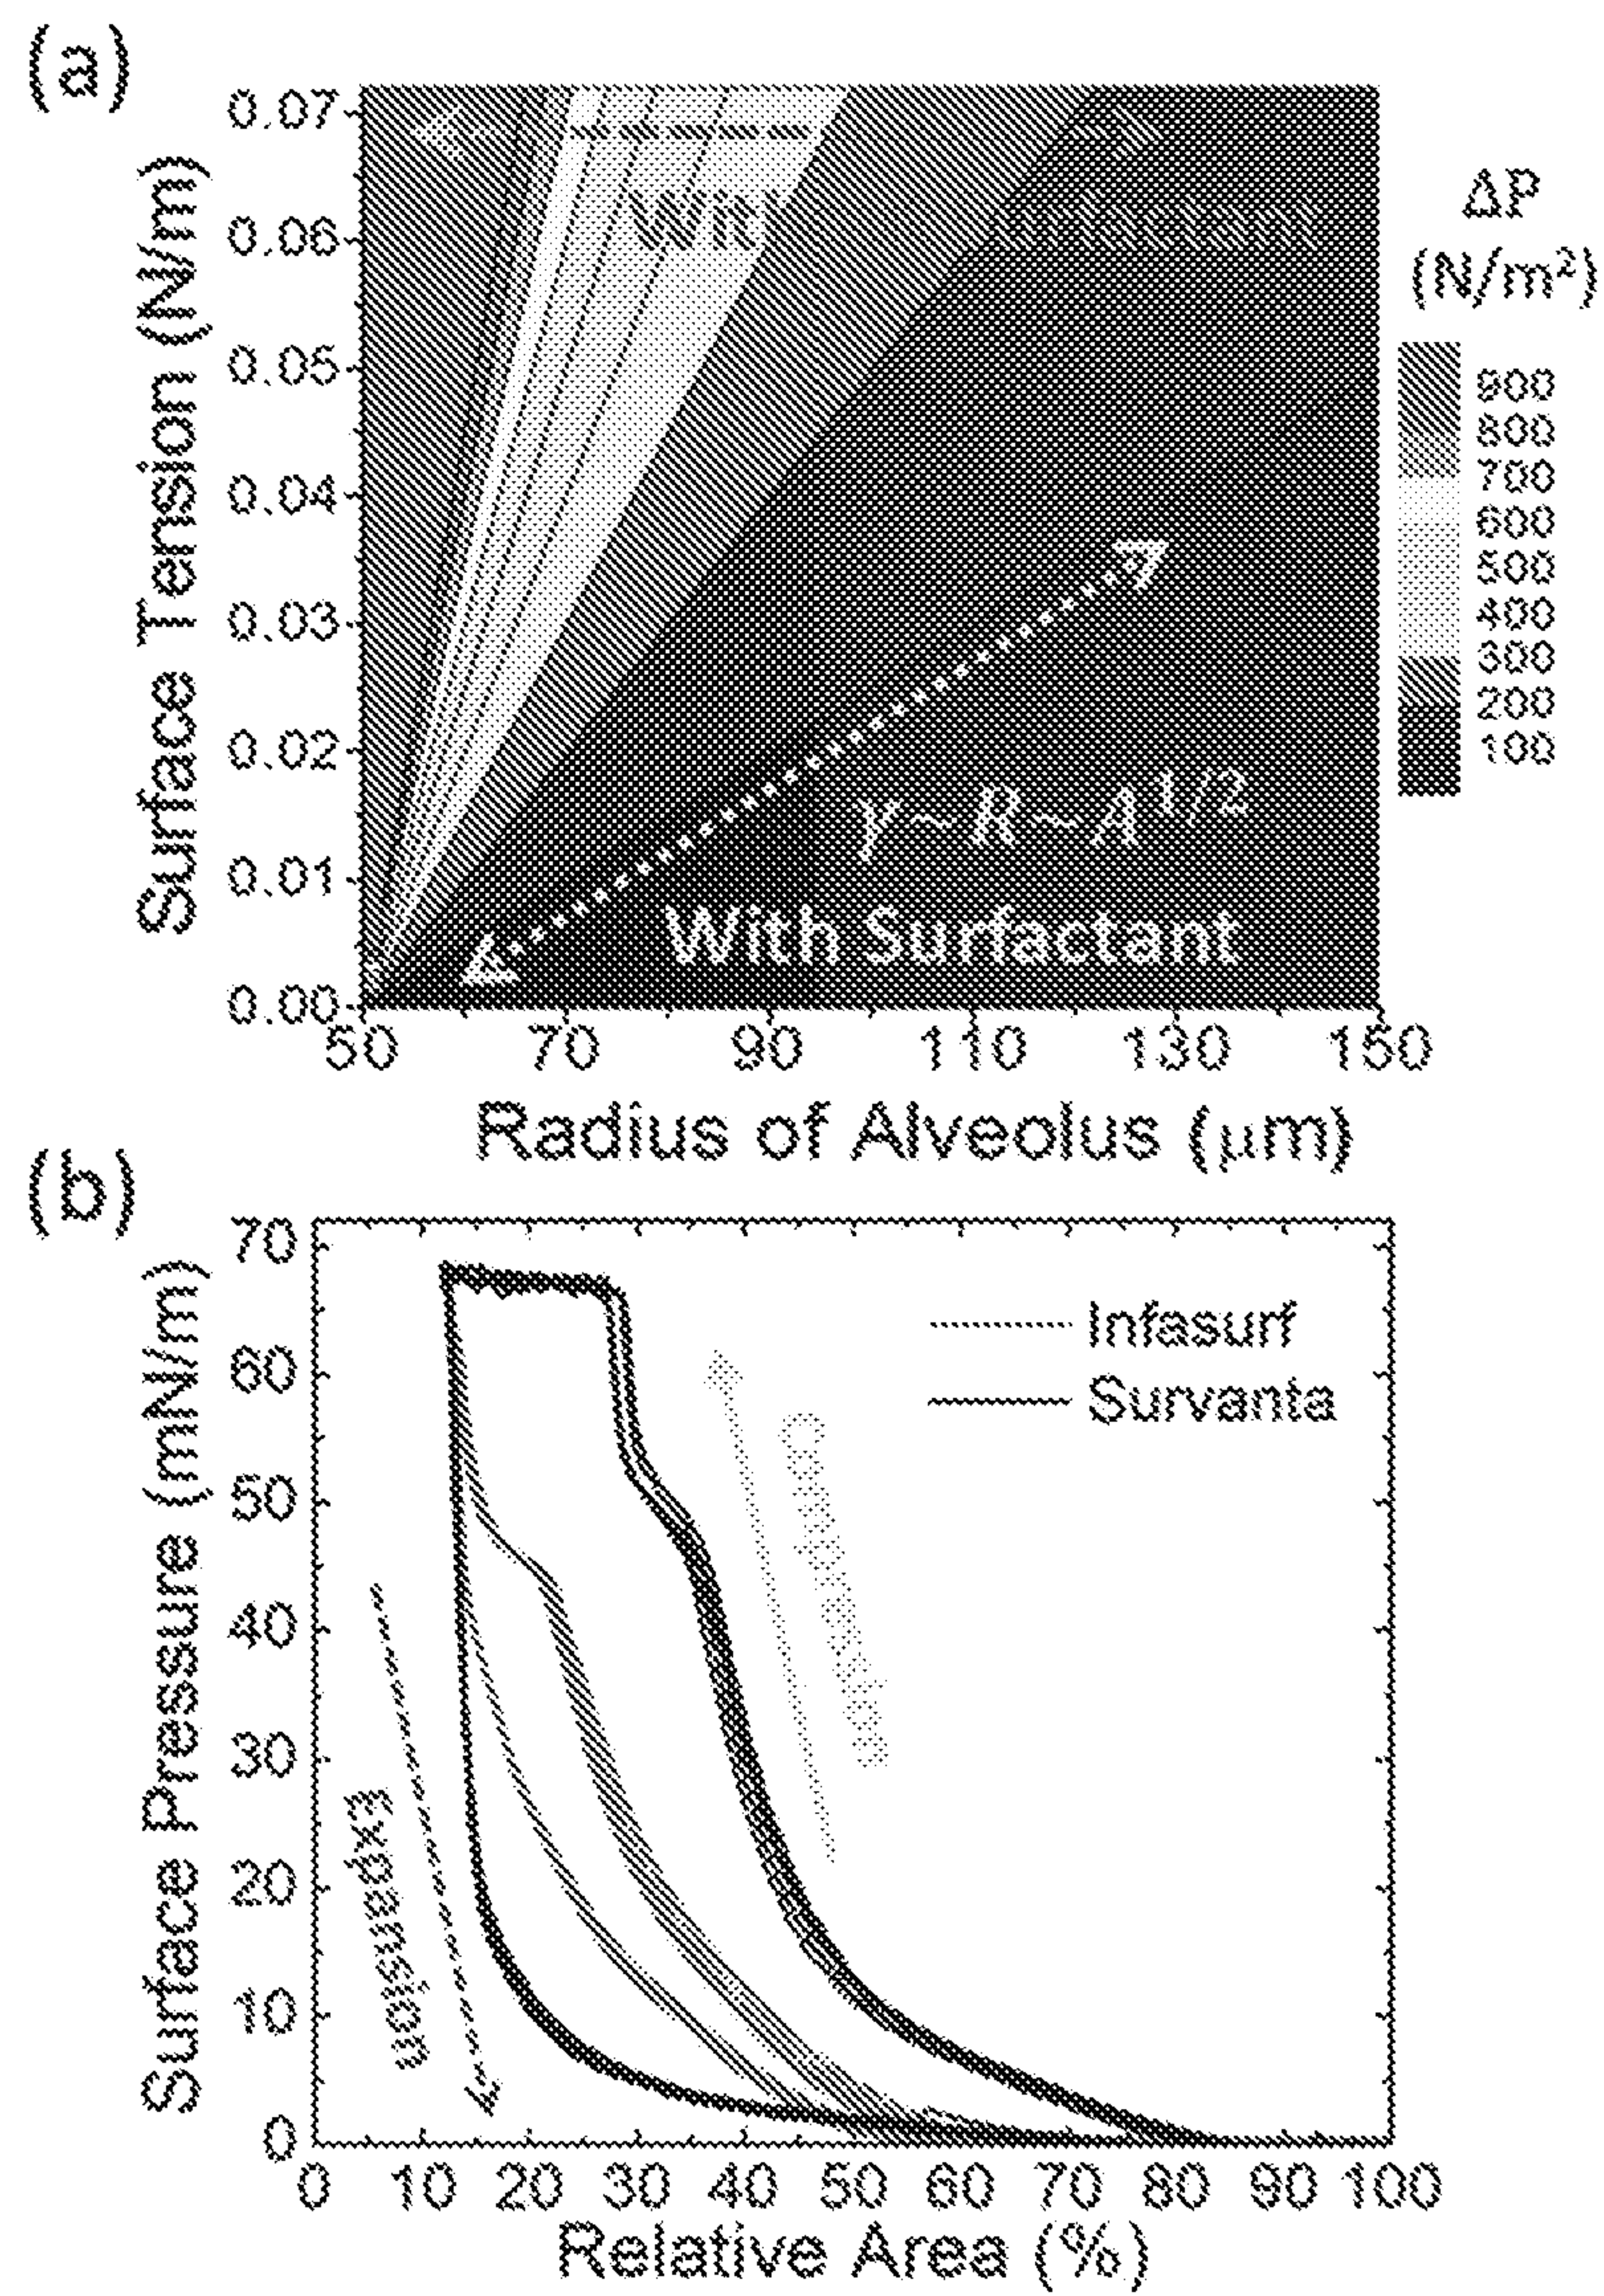 (a)
0.07
0.06
0.05
0.04
0.03
0.02
0.01
0.00
Surface Tension (N/m)
γ~R~A^1/2
With Surfactant
50 70 90 110 130 150
Radius of Alveolus (μm)
ΔP
(N/m²)
900
800
700
600
500
400
300
200
100
(b)
70
60
50
40
30
20
10
0
Surface Pressure (mN/m)
Infasurf
Survanta
Compression
Expansion
0 10 20 30 40 50 60 70 80 90 100
Relative Area (%)